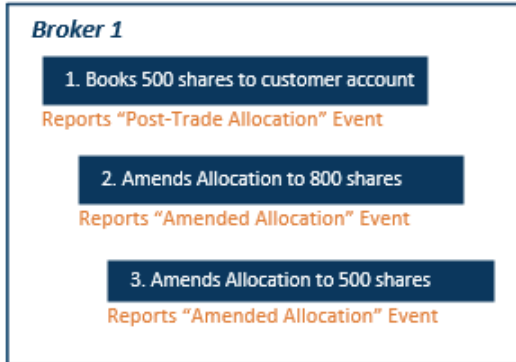 Broker 1
1. Books 500 shares to customer account
Reports “Post-Trade Allocation” Event
2. Amends Allocation to 800 shares
Reports “Amended Allocation” Event
3. Amends Allocation to 500 shares
Reports “Amended Allocation” Event